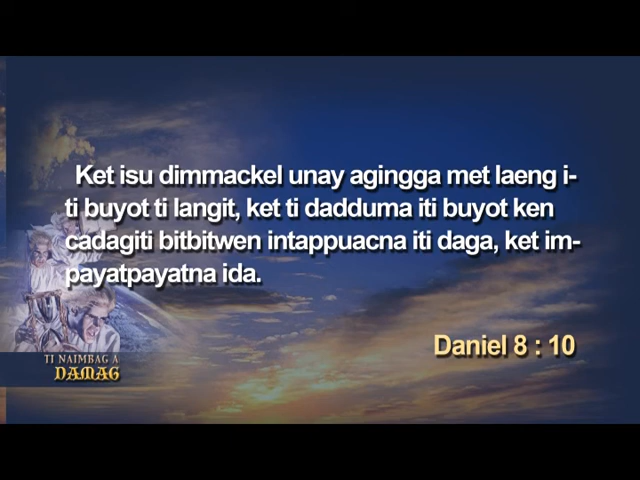 Ket isu dimmackel unay agingga met laeng i-
ti buyot ti langit, ket ti dadduma iti buyot ken
cadagiti bitbitwen intappuacna iti daga, ket im-
payatpayatna ida.
Daniel 8 : 10
TI NAIMBAG A
DAMAG